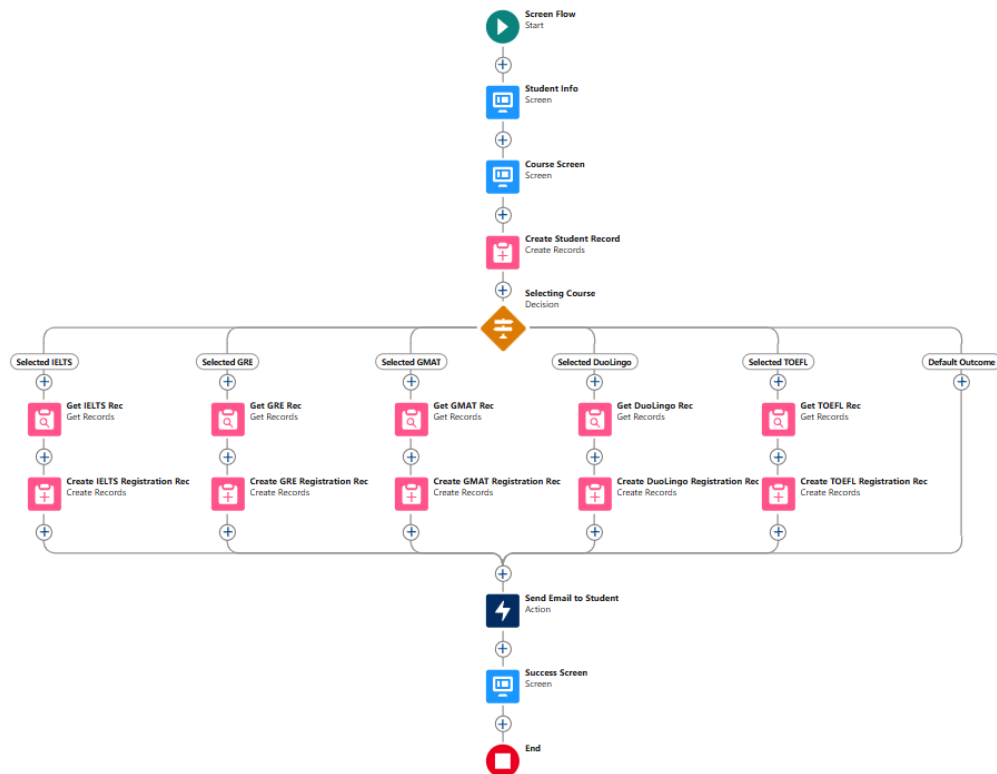 Screen Flow
Start
Student Info
Screen
Course Screen
Screen
Create Student Record
Create Records
Selecting Course
Decision
Selected IELTS
Selected GRE
Selected GMAT
Selected DuoLingo
Selected TOEFL
Default Outcome
Get IELTS Rec
Get Records
Get GRE Rec
Get Records
Get GMAT Rec
Get Records
Get DuoLingo Rec
Get Records
Get TOEFL Rec
Get Records
Create IELTS Registration Rec
Create Records
Create GRE Registration Rec
Create Records
Create GMAT Registration Rec
Create Records
Create DuoLingo Registration Rec
Create Records
Create TOEFL Registration Rec
Create Records
Send Email to Student
Action
Success Screen
Screen
End